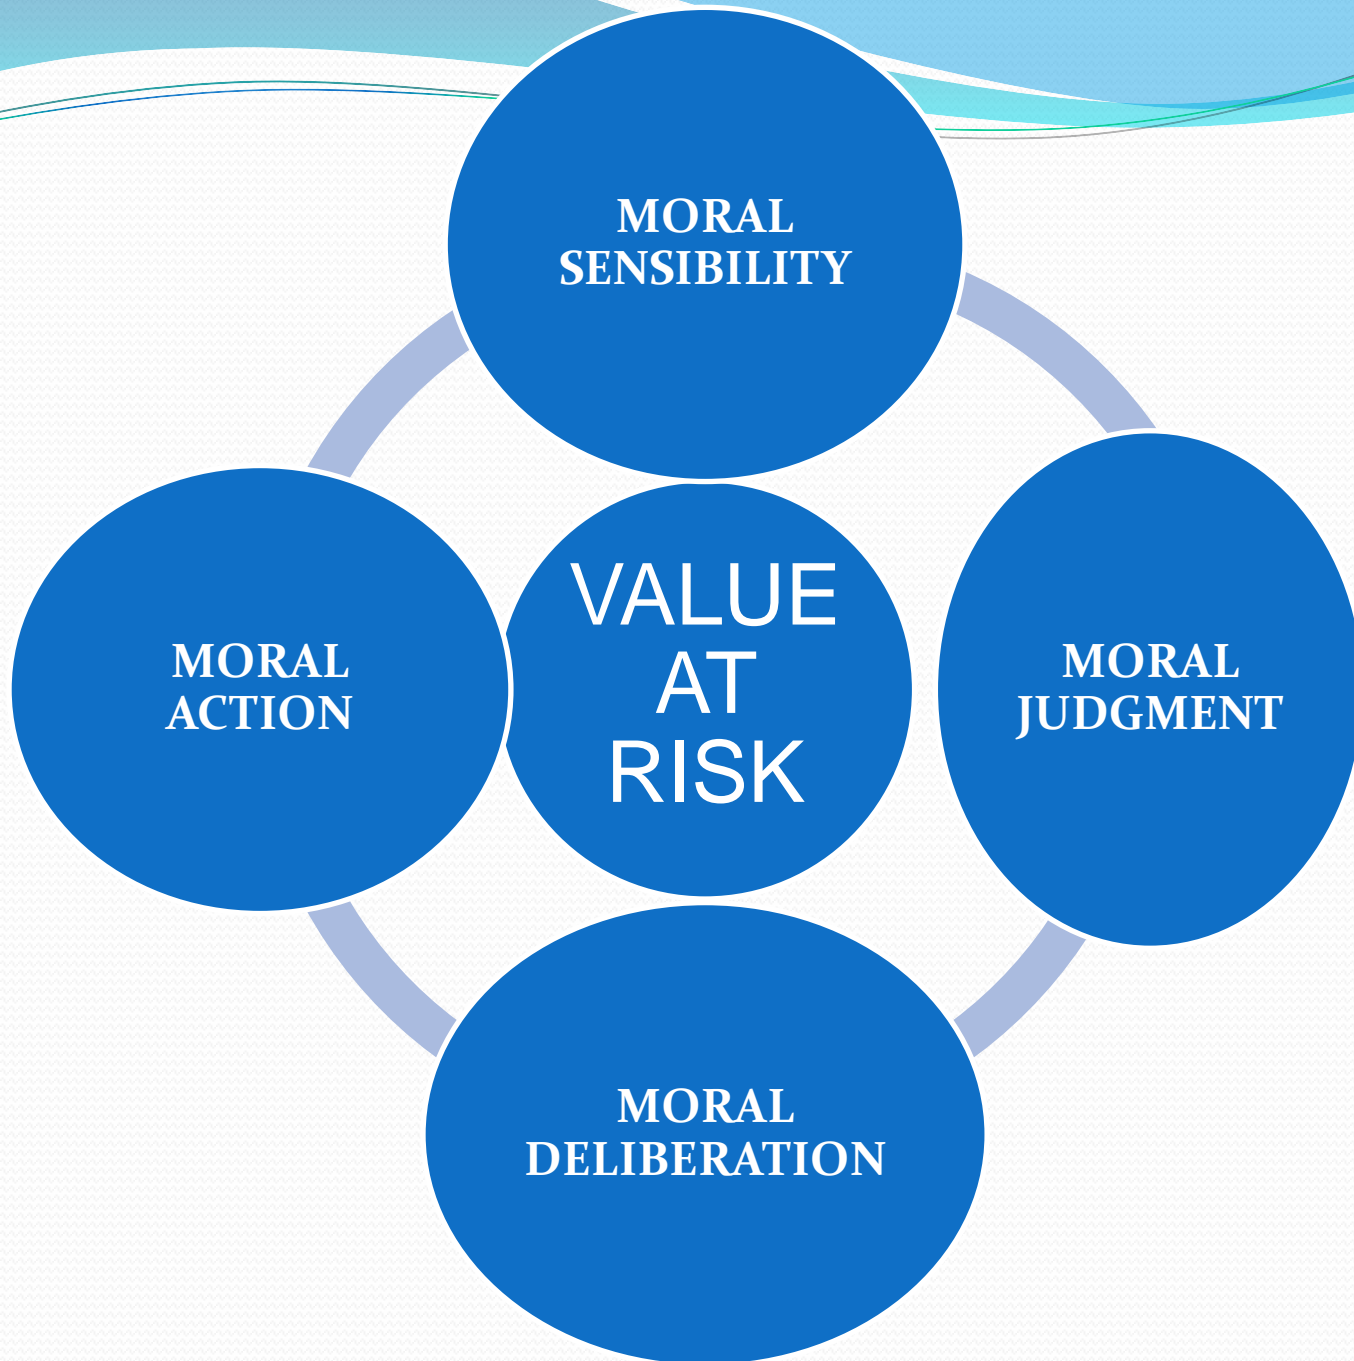 MORAL
SENSIBILITY
MORAL
ACTION
VALUE
AT
RISK
MORAL
JUDGMENT
MORAL
DELIBERATION